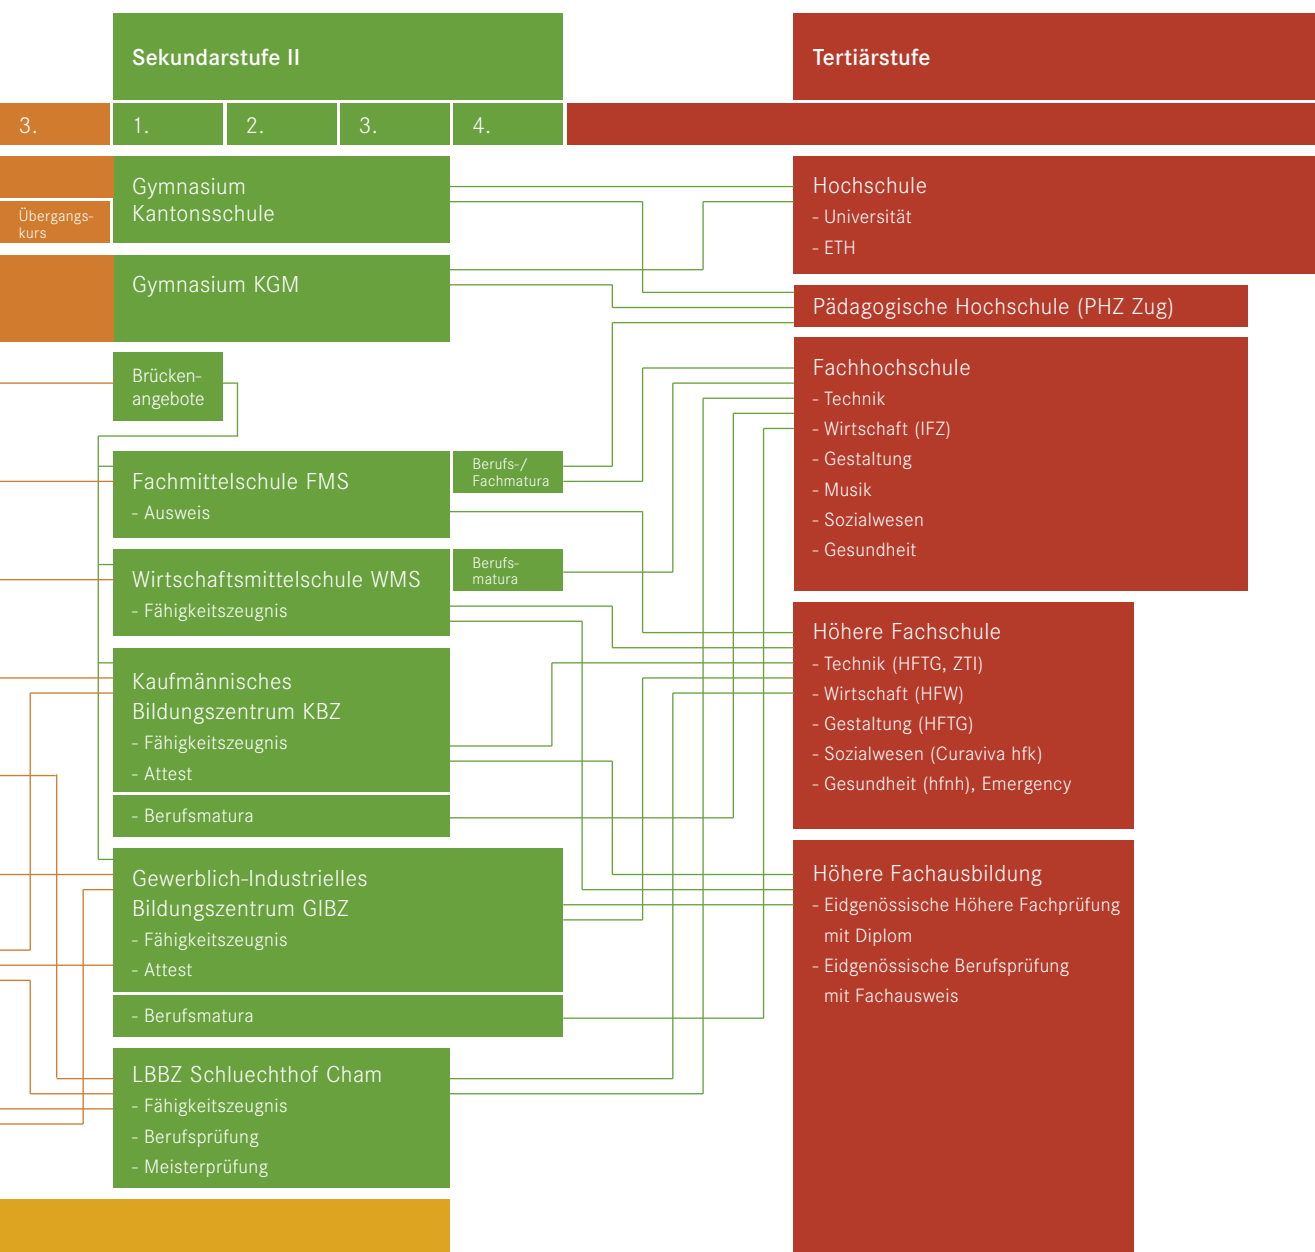 Sekundarstufe II
Tertiärstufe
3.
1.
2.
3.
4.
Übergangs-
kurs
Gymnasium
Kantonsschule
Gymnasium KGM
Brücken-
angebote
Fachmittelschule FMS
- Ausweis
Berufs-/
Fachmatura
Wirtschaftsmittelschule WMS
- Fähigkeitszeugnis
Berufs-
matura
Kaufmännisches
Bildungszentrum KBZ
- Fähigkeitszeugnis
- Attest
- Berufsmatura
Gewerblich-Industrielles
Bildungszentrum GIBZ
- Fähigkeitszeugnis
- Attest
- Berufsmatura
LBBZ Schluechthof Cham
- Fähigkeitszeugnis
- Berufsprüfung
- Meisterprüfung
Hochschule
- Universität
- ETH
Pädagogische Hochschule (PHZ Zug)
Fachhochschule
- Technik
- Wirtschaft (IFZ)
- Gestaltung
- Musik
- Sozialwesen
- Gesundheit
Höhere Fachschule
- Technik (HFTG, ZTI)
- Wirtschaft (HFW)
- Gestaltung (HFTG)
- Sozialwesen (Curaviva hfk)
- Gesundheit (hfnh), Emergency
Höhere Fachausbildung
- Eidgenössische Höhere Fachprüfung
mit Diplom
- Eidgenössische Berufsprüfung
mit Fachausweis